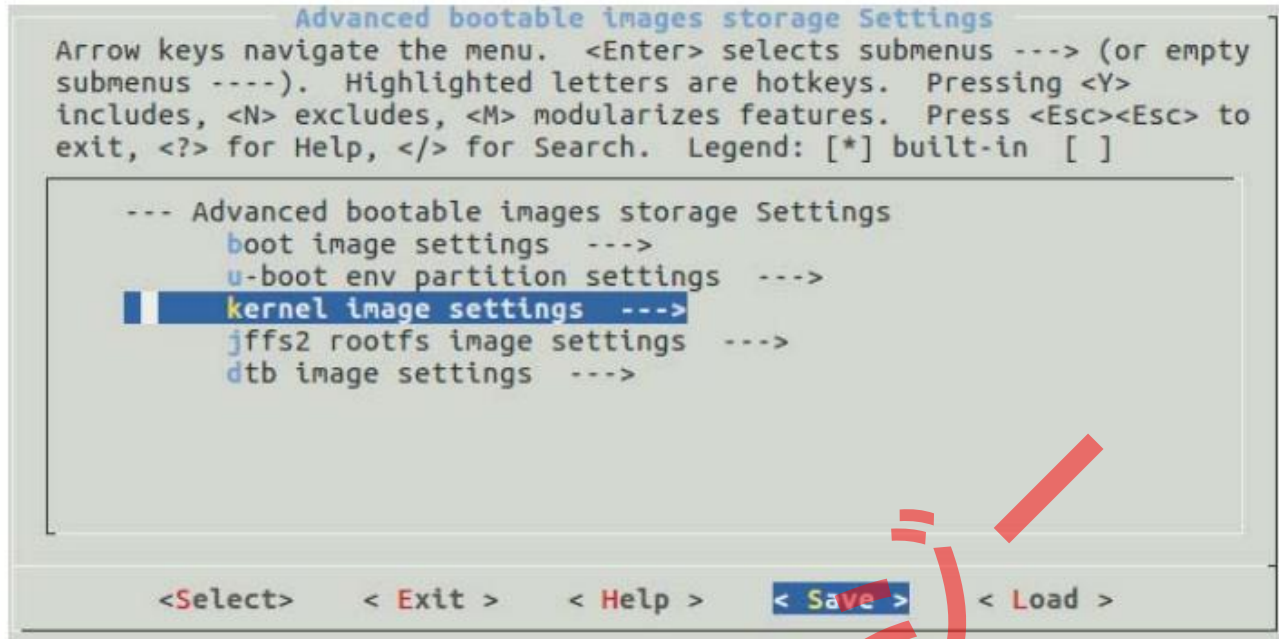 Advanced bootable images storage Settings
Arrow keys navigate the menu.  <Enter> selects submenus ---> (or empty
submenus ----).  Highlighted letters are hotkeys.  Pressing <Y>
includes, <N> excludes, <M> modularizes features.  Press <Esc><Esc> to
exit, <?> for Help, </> for Search.  Legend: [*] built-in  [ ]
--- Advanced bootable images storage Settings
boot image settings  --->
u-boot env partition settings  --->
kernel image settings  --->
jffs2 rootfs image settings  --->
dtb image settings  --->
<Select>    < Exit >    < Help >    < Save >    < Load >